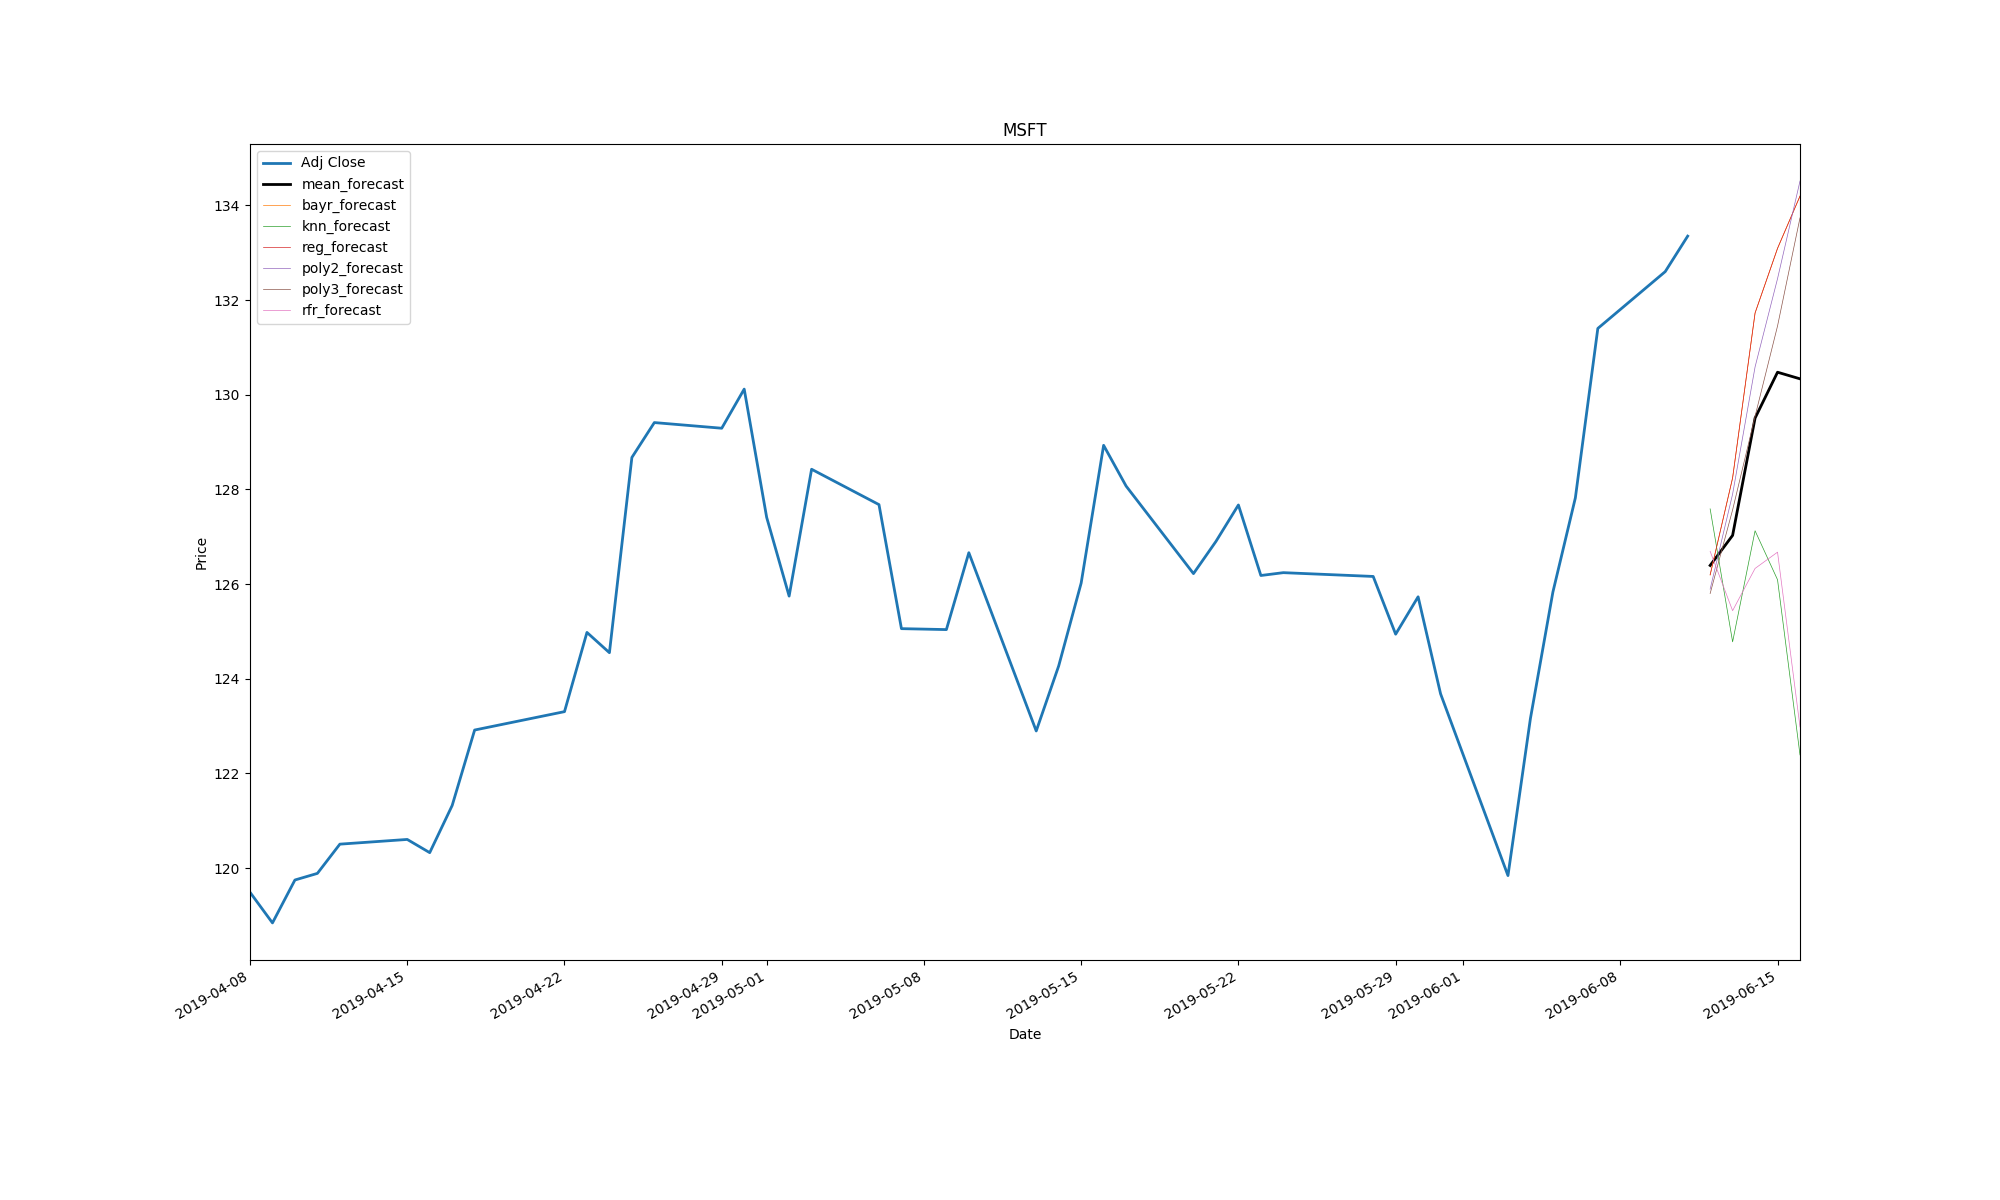 MSFT
Adj Close
mean_forecast
bayr_forecast
knn_forecast
reg_forecast
poly2_forecast
poly3_forecast
rfr_forecast
134
132
130
128
126
124
122
120
Price
2019-04-08
2019-04-15
2019-04-22
2019-04-29
2019-05-01
2019-05-08
2019-05-15
2019-05-22
2019-05-29
2019-06-01
2019-06-08
2019-06-15
Date